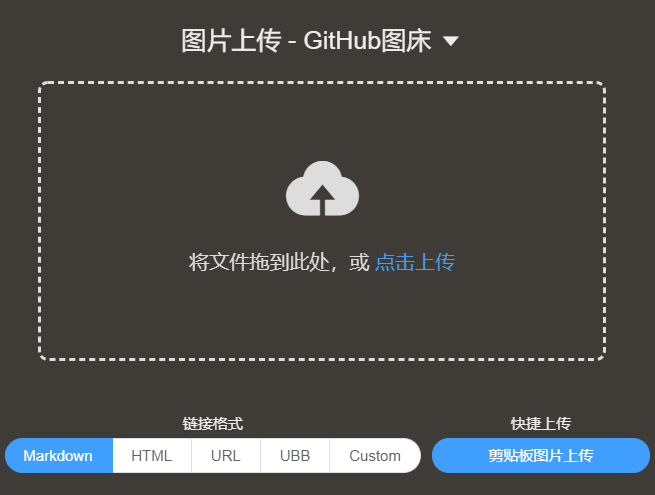 图片上传 - GitHub图床
将文件拖到此处，或 点击上传
链接格式
快捷上传
Markdown HTML URL UBB Custom
剪贴板图片上传